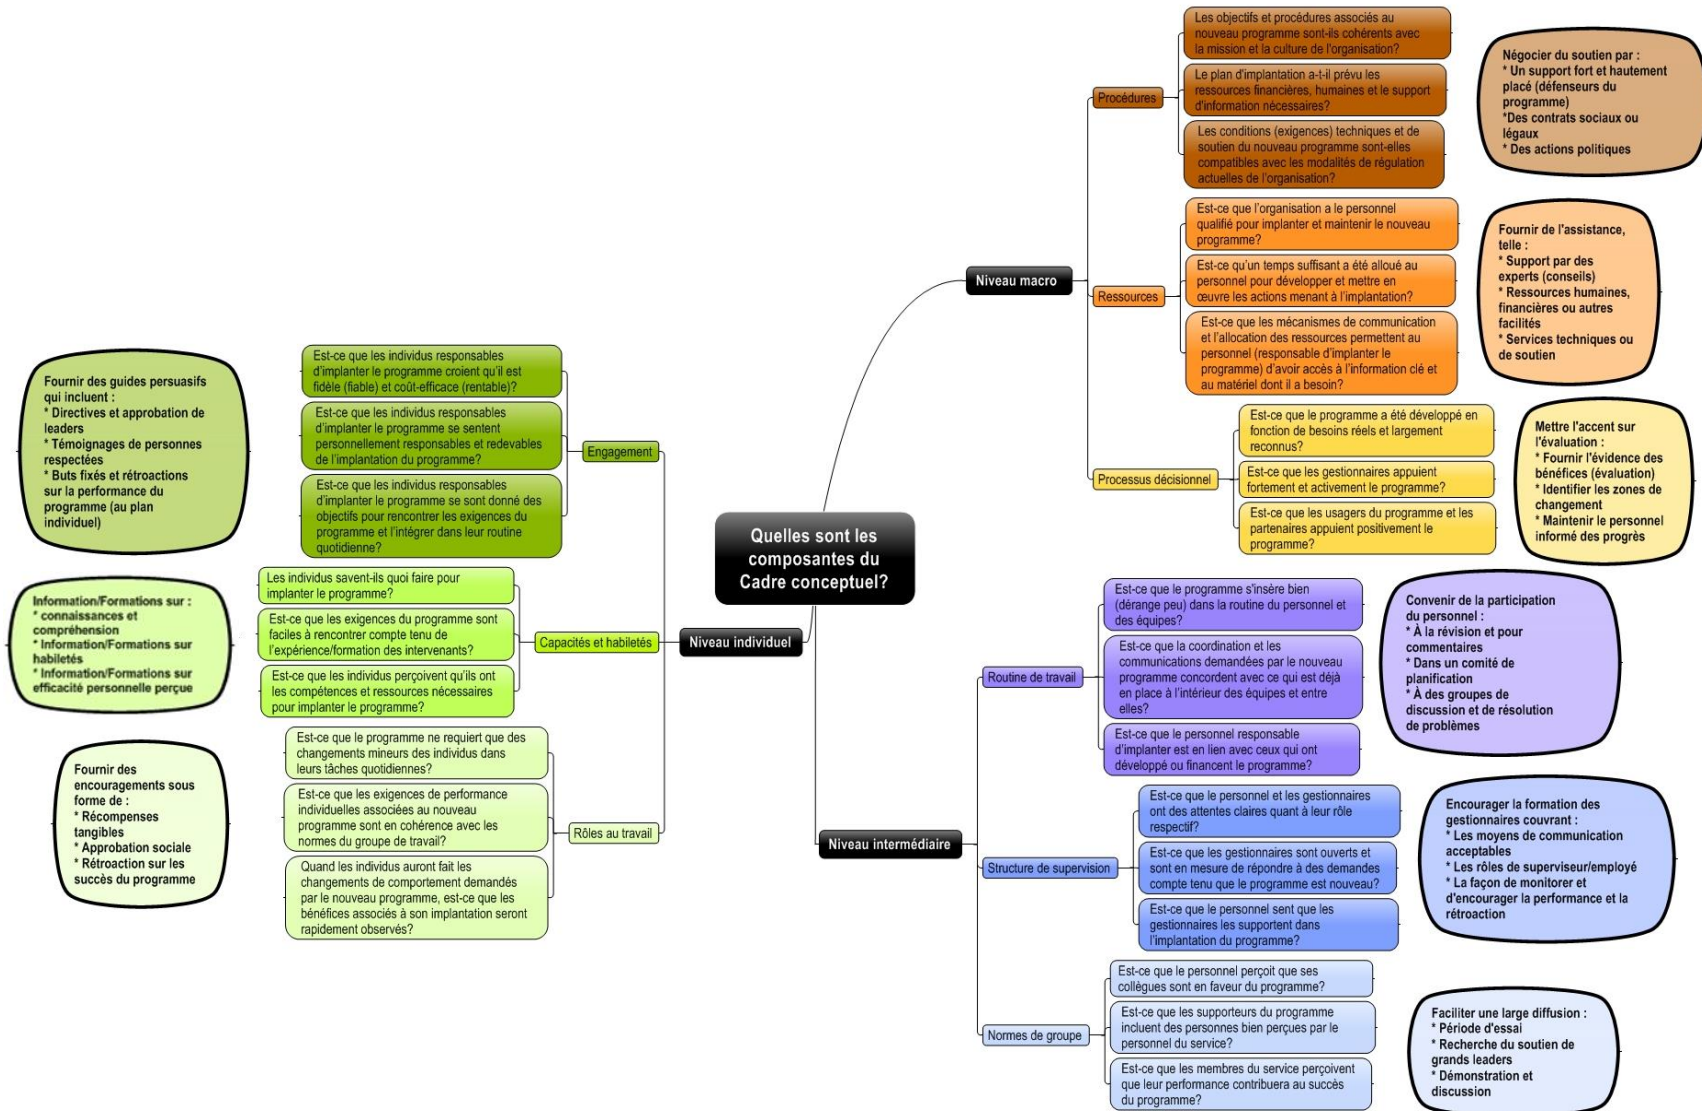 Quelles sont les
composantes du
Cadre conceptuel?
Niveau macro
Procédures
Les objectifs et procédures associés au
nouveau programme sont-ils cohérents avec
la mission et la culture de l'organisation?
Le plan d'implantation a-t-il prévu les
ressources financières, humaines et le support
d'information nécessaires?
Les conditions (exigences) techniques et de
soutien du nouveau programme sont-elles
compatibles avec les modalités de régulation
actuelles de l'organisation?
Négocier du soutien par :
* Un support fort et hautement
placé (défenseurs du
programme)
*Des contrats sociaux ou
légaux
* Des actions politiques
Ressources
Est-ce que l'organisation a le personnel
qualifié pour implanter et maintenir le nouveau
programme?
Est-ce qu'un temps suffisant a été alloué au
personnel pour développer et mettre en
œuvre les actions menant à l'implantation?
Est-ce que les mécanismes de communication
et l'allocation des ressources permettent au
personnel (responsable d'implanter le
programme) d'avoir accès à l'information clé et
au matériel dont il a besoin?
Fournir de l'assistance,
telle :
* Support par des
experts (conseils)
* Ressources humaines,
financières ou autres
facilités
* Services techniques ou
de soutien
Processus décisionnel
Est-ce que le programme a été développé en
fonction de besoins réels et largement
reconnus?
Est-ce que les gestionnaires appuient
fortement et activement le programme?
Est-ce que les usagers du programme et les
partenaires appuient positivement le
programme?
Mettre l'accent sur
l'évaluation :
* Fournir l'évidence des
bénéfices (évaluation)
* Identifier les zones de
changement
* Maintenir le personnel
informé des progrès
Niveau intermédiaire
Routine de travail
Est-ce que le programme s'insère bien
(dérange peu) dans la routine du personnel et
des équipes?
Est-ce que la coordination et les
communications demandées par le nouveau
programme concordent avec ce qui est déjà
en place à l'intérieur des équipes et entre
elles?
Est-ce que le personnel responsable
d'implanter est en lien avec ceux qui ont
développé ou financent le programme?
Convenir de la participation
du personnel :
* À la révision et pour
commentaires
* Dans un comité de
planification
* À des groupes de
discussion et de résolution
de problèmes
Structure de supervision
Est-ce que le personnel et les gestionnaires
ont des attentes claires quant à leur rôle
respectif?
Est-ce que les gestionnaires sont ouverts et
sont en mesure de répondre à des demandes
compte tenu que le programme est nouveau?
Est-ce que le personnel sent que les
gestionnaires les supportent dans
l'implantation du programme?
Encourager la formation des
gestionnaires couvrant :
* Les moyens de communication
acceptables
* Les rôles de superviseur/employé
* La façon de monitorer et
d'encourager la performance et la
rétroaction
Normes de groupe
Est-ce que le personnel perçoit que ses
collègues sont en faveur du programme?
Est-ce que les supporteurs du programme
incluent des personnes bien perçues par le
personnel du service?
Est-ce que les membres du service perçoivent
que leur performance contribuera au succès
du programme?
Faciliter une large diffusion :
* Période d'essai
* Recherche du soutien de
grands leaders
* Démonstration et
discussion
Niveau individuel
Engagement
Est-ce que les individus responsables
d'implanter le programme croient qu'il est
fidèle (fiable) et coût-efficace (rentable)?
Est-ce que les individus responsables
d'implanter le programme se sentent
personnellement responsables et redevables
de l'implantation du programme?
Est-ce que les individus responsables
d'implanter le programme se sont donné des
objectifs pour rencontrer les exigences du
programme et l'intégrer dans leur routine
quotidienne?
Fournir des guides persuasifs
qui incluent :
* Directives et approbation de
leaders
* Témoignages de personnes
respectées
* Buts fixés et rétroactions
sur la performance du
programme (au plan
individuel)
Capacités et habiletés
Les individus savent-ils quoi faire pour
implanter le programme?
Est-ce que les exigences du programme sont
faciles à rencontrer compte tenu de
l'expérience/formation des intervenants?
Est-ce que les individus perçoivent qu'ils ont
les compétences et ressources nécessaires
pour implanter le programme?
Information/Formations sur :
* connaissances et
compréhension
* Information/Formations sur
habiletés
* Information/Formations sur
efficacité personnelle perçue
Rôles au travail
Est-ce que le programme ne requiert que des
changements mineurs des individus dans
leurs tâches quotidiennes?
Est-ce que les exigences de performance
individuelles associées au nouveau
programme sont en cohérence avec les
normes du groupe de travail?
Quand les individus auront fait les
changements de comportement demandés
par le nouveau programme, est-ce que les
bénéfices associés à son implantation seront
rapidement observés?
Fournir des
encouragements sous
forme de :
* Récompenses
tangibles
* Approbation sociale
* Rétroaction sur les
succès du programme